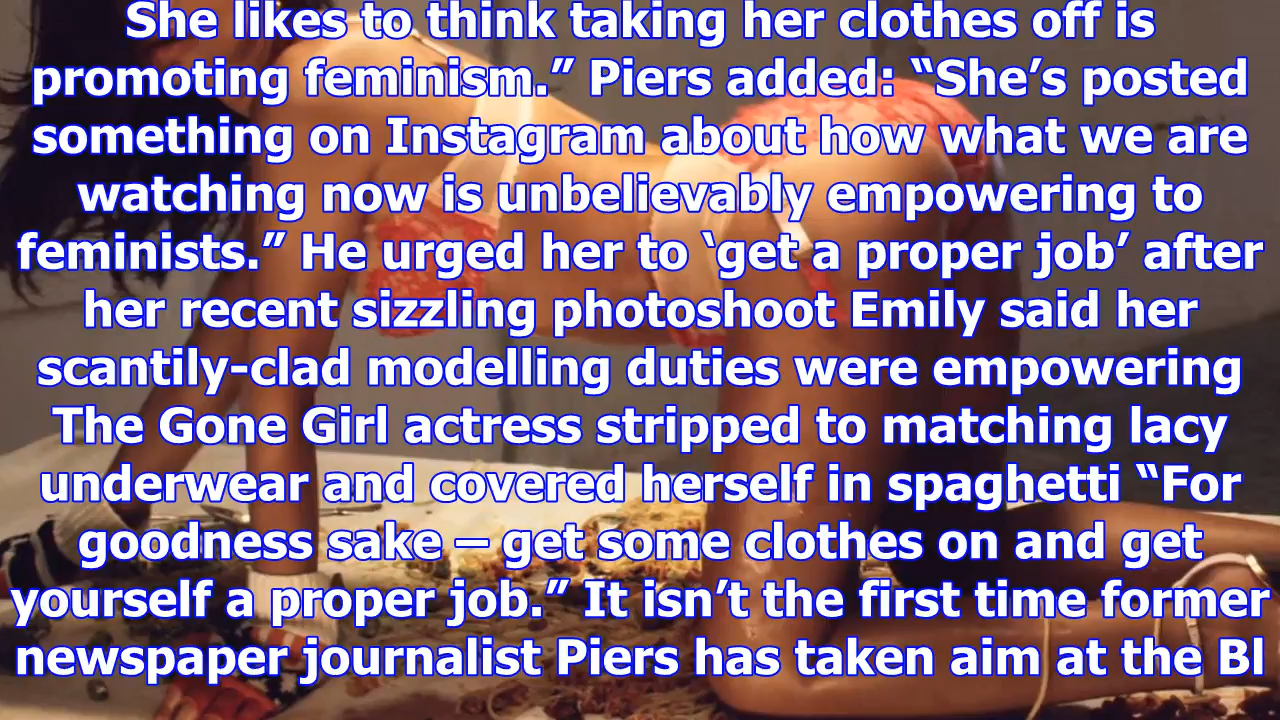 She likes to think taking her clothes off is
promoting feminism.” Piers added: “She’s posted
something on Instagram about how what we are
watching now is unbelievably empowering to
feminists.” He urged her to ‘get a proper job’ after
her recent sizzling photoshoot Emily said her
scantily-clad modelling duties were empowering
The Gone Girl actress stripped to matching lacy
underwear and covered herself in spaghetti “For
goodness sake – get some clothes on and get
yourself a proper job.” It isn’t the first time former
newspaper journalist Piers has taken aim at the Bl